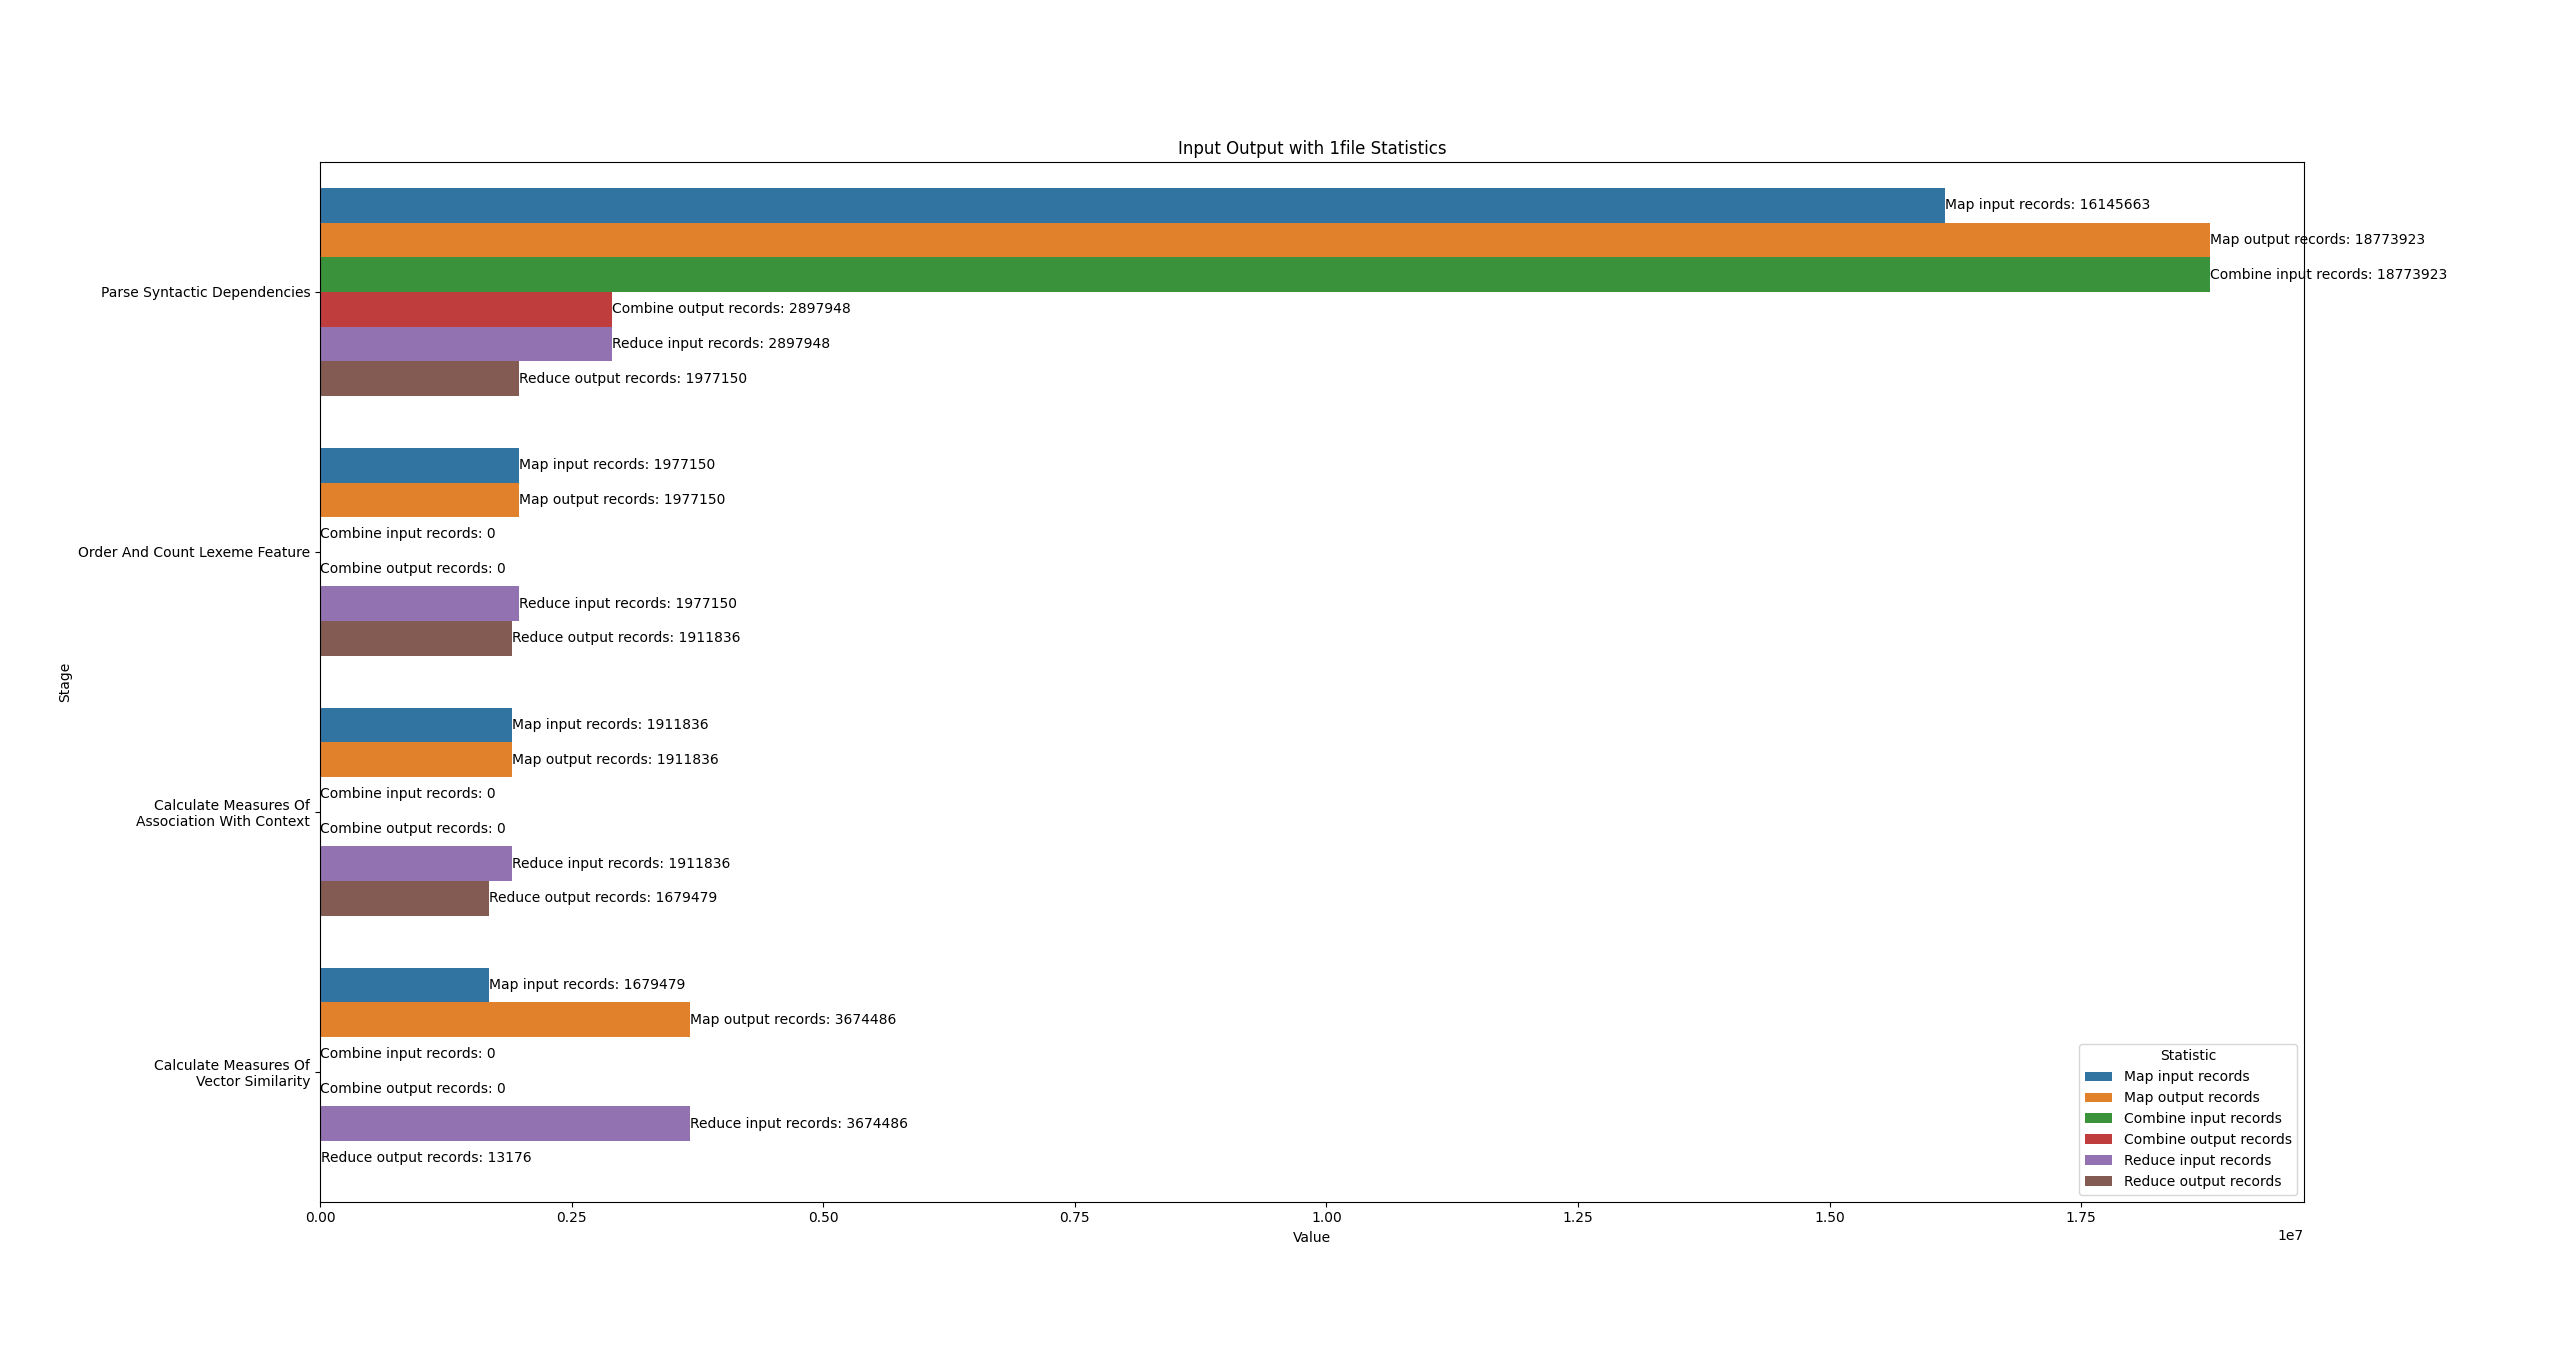 Input Output with 1file Statistics
Stage
Parse Syntactic Dependencies
Map input records: 16145663
Map output records: 18773923
Combine input records: 18773923
Combine output records: 2897948
Reduce input records: 2897948
Reduce output records: 1977150
Order And Count Lexeme Feature
Map input records: 1977150
Map output records: 1977150
Combine input records: 0
Combine output records: 0
Reduce input records: 1977150
Reduce output records: 1911836
Calculate Measures Of
Association With Context
Map input records: 1911836
Map output records: 1911836
Combine input records: 0
Combine output records: 0
Reduce input records: 1911836
Reduce output records: 1679479
Calculate Measures Of
Vector Similarity
Map input records: 1679479
Map output records: 3674486
Combine input records: 0
Combine output records: 0
Reduce input records: 3674486
Reduce output records: 13176
Statistic
Map input records
Map output records
Combine input records
Combine output records
Reduce input records
Reduce output records
0.00 0.25 0.50 0.75 1.00 1.25 1.50 1.75
1e7
Value